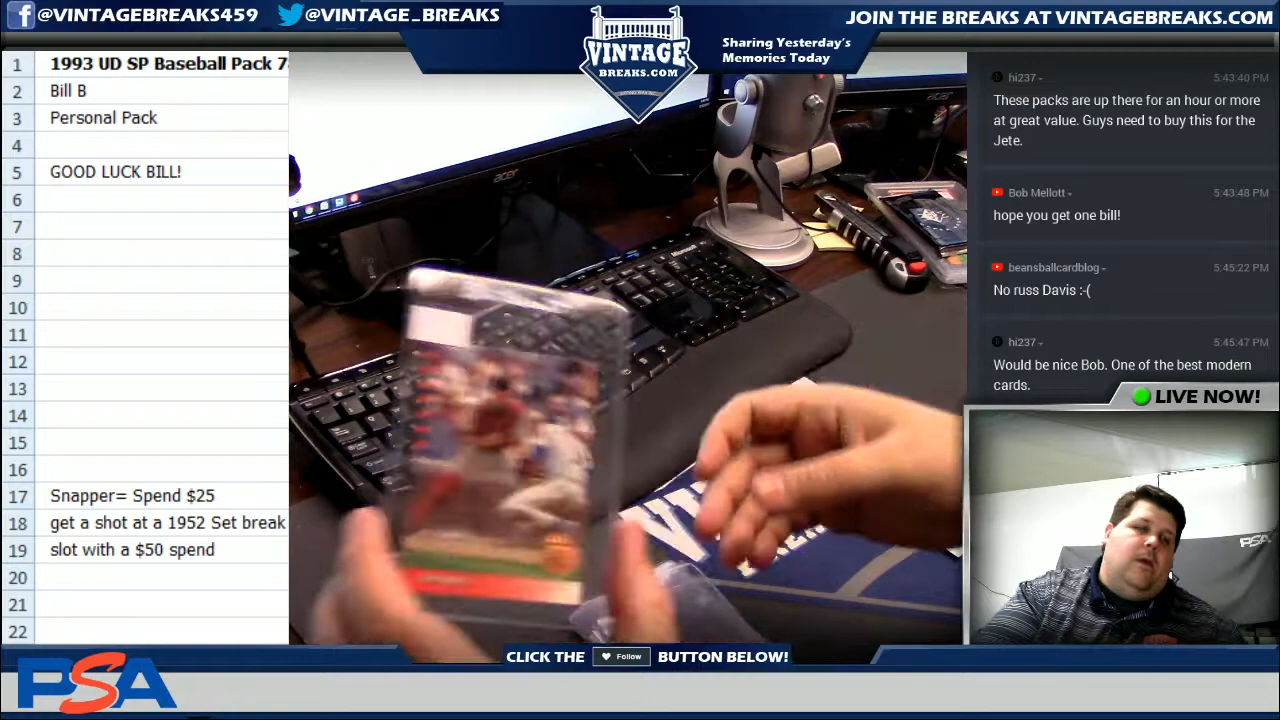 @VINTAGEBREAKS459
@VINTAGE_BREAKS
VINTAGE
BREAKS.COM
Sharing Yesterday's
Memories Today
JOIN THE BREAKS AT VINTAGEBREAKS.COM
1 1993 UD SP Baseball Pack
2 Bill B
3 Personal Pack
4
5 GOOD LUCK BILL!
6
7
8
9
10
11
12
13
14
15
16
17 Snapper= Spend $25
18 get a shot at a 1952 Set break
19 slot with a $50 spend
20
21
22
acer
acer
hi237 5:43:40 PM
These packs are up there for an hour or more
at great value. Guys need to buy this for the
Jete.
Bob Mellott 5:43:48 PM
hope you get one bill!
beansballcardblog 5:45:22 PM
No russ Davis :-(
hi237 5:45:47 PM
Would be nice Bob. One of the best modern
cards.
LIVE NOW!
PSA
CLICK THE Follow BUTTON BELOW!
PSA